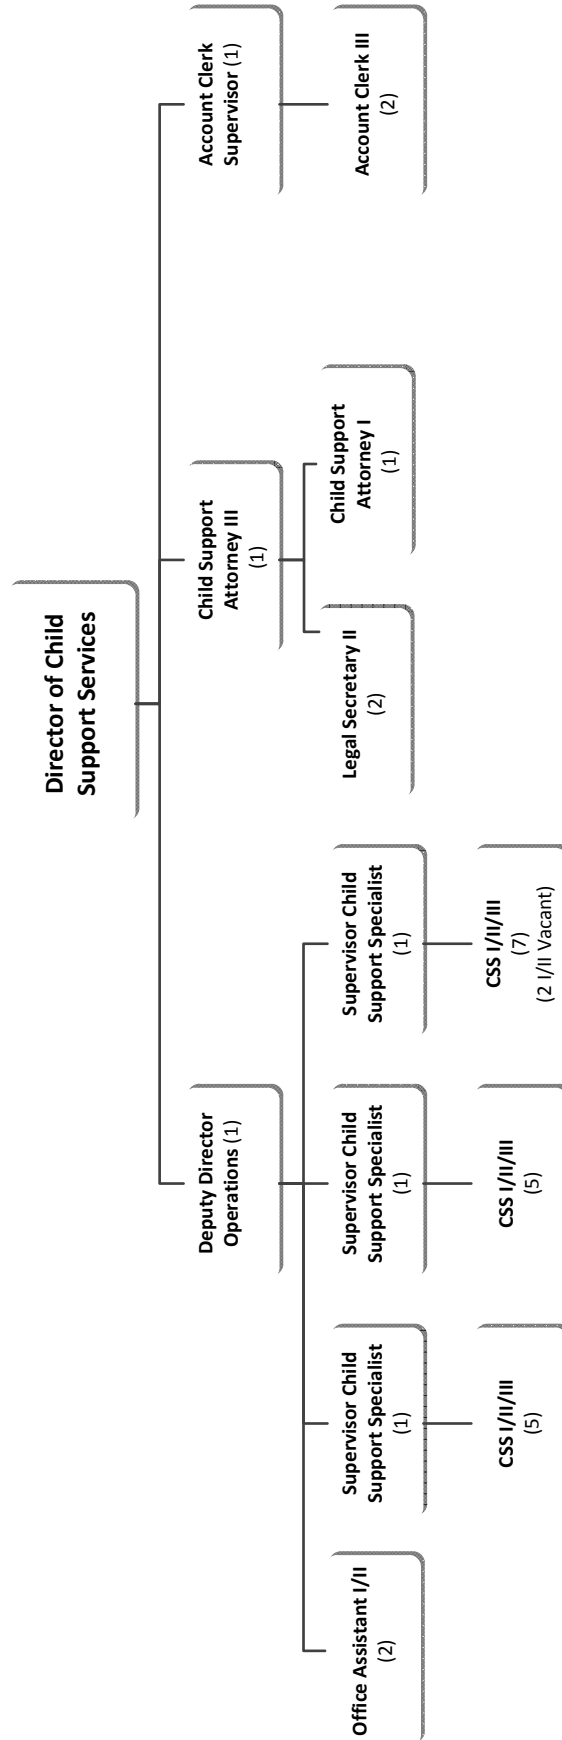 Director of Child
Support Services
Deputy Director
Operations (1)
Child Support
Attorney III
(1)
Account Clerk
Supervisor (1)
Office Assistant I/II
(2)
Supervisor Child
Support Specialist
(1)
Supervisor Child
Support Specialist
(1)
Supervisor Child
Support Specialist
(1)
Legal Secretary II
(2)
Child Support
Attorney I
(1)
Account Clerk III
(2)
CSS I/II/III
(5)
CSS I/II/III
(5)
CSS I/II/III
(7)
(2 I/II Vacant)